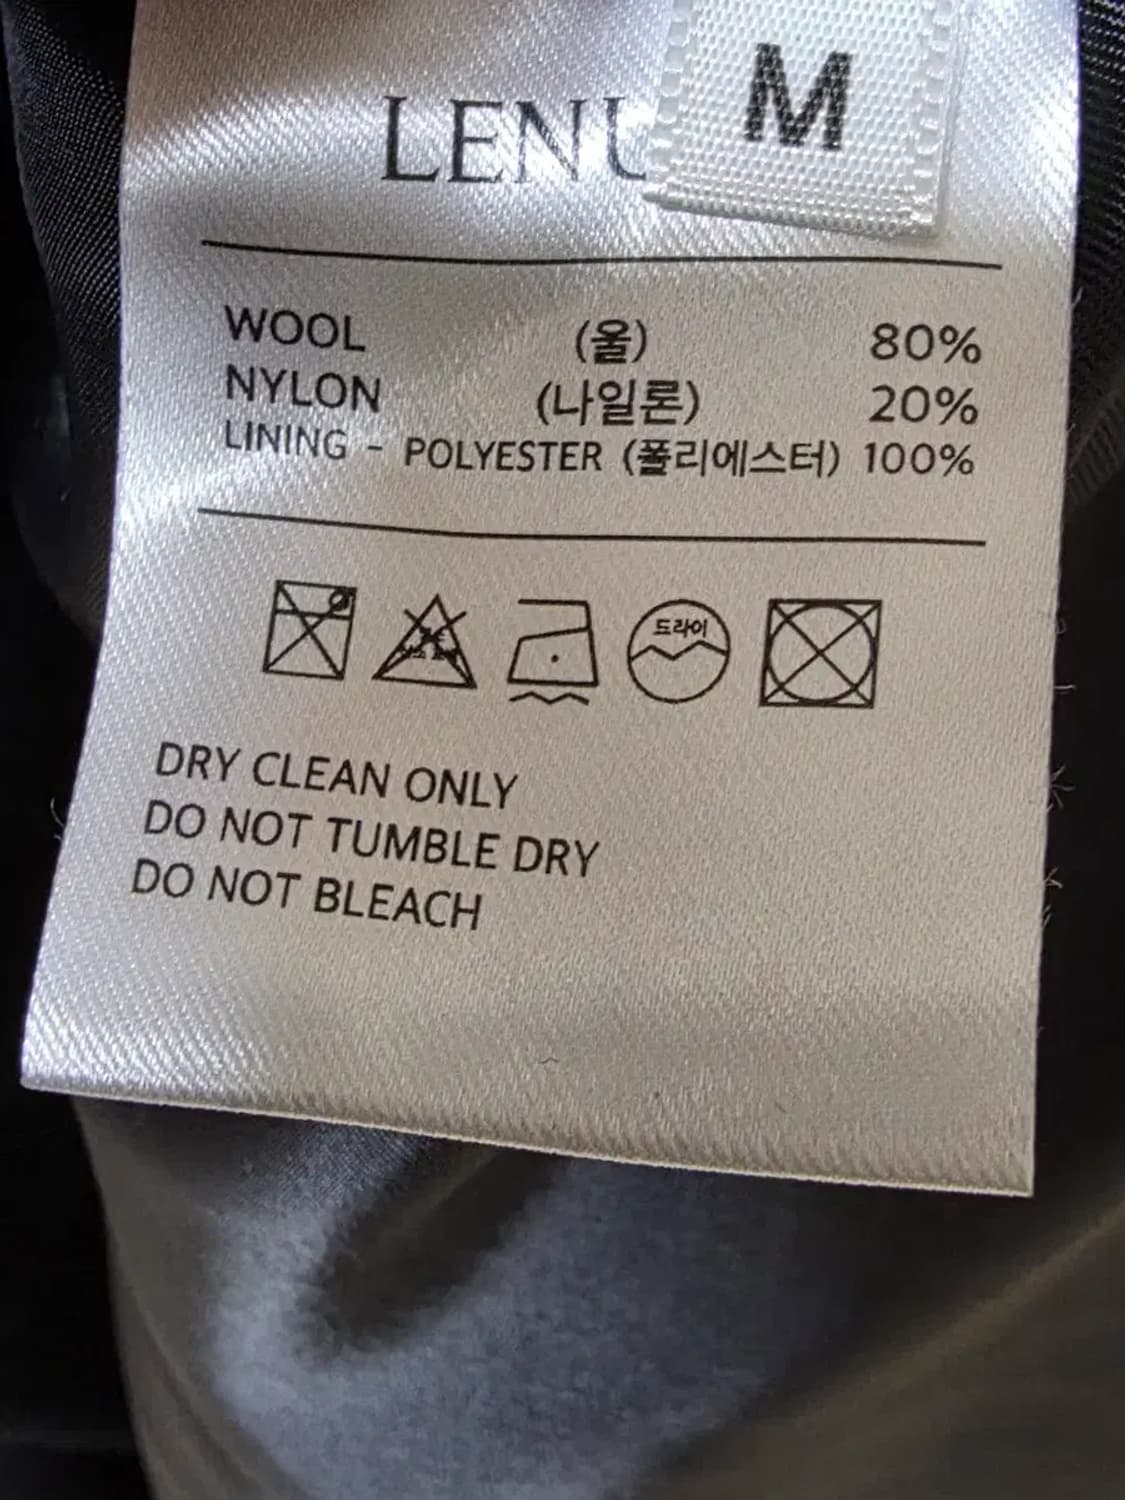 M
WOOL (울) 80%
NYLON (나일론) 20%
LINING - POLYESTER (폴리에스터) 100%
드라이
DRY CLEAN ONLY
DO NOT TUMBLE DRY
DO NOT BLEACH